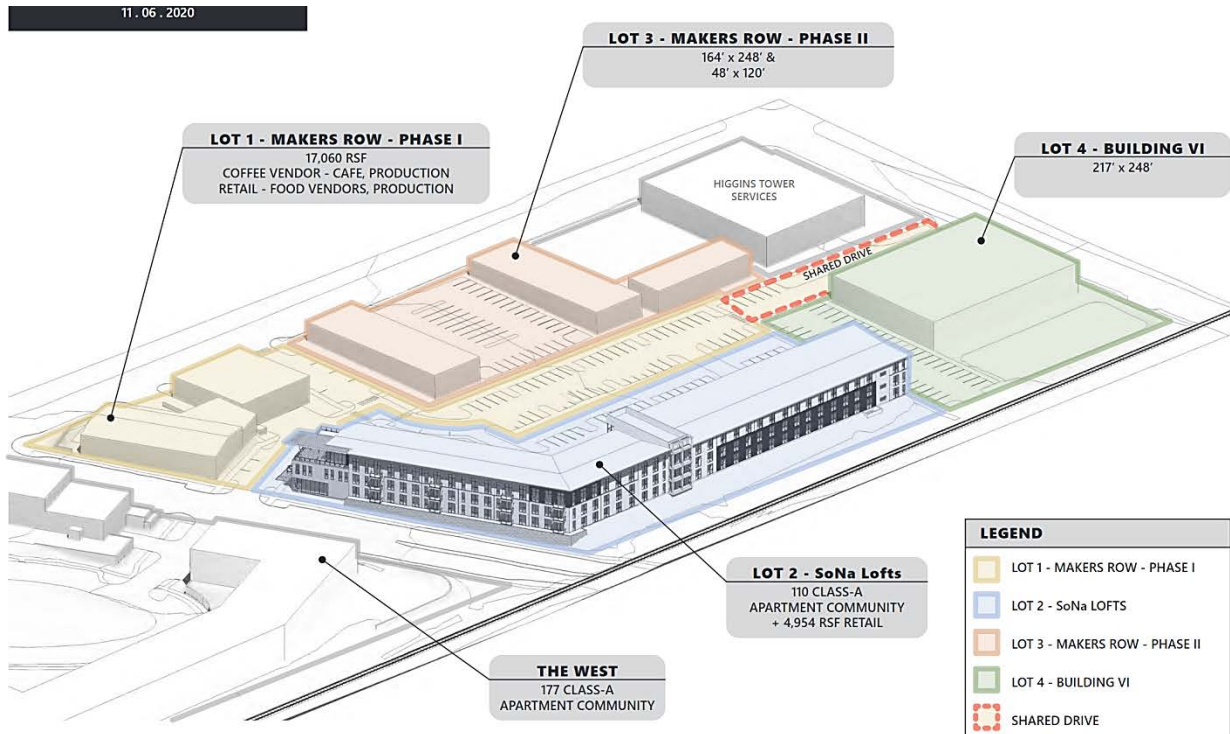 11.06.2020
LOT 3 - MAKERS ROW - PHASE II
164' x 248' &
48' x 120'
LOT 1 - MAKERS ROW - PHASE I
17,060 RSF
COFFEE VENDOR - CAFE, PRODUCTION
RETAIL - FOOD VENDORS, PRODUCTION
LOT 4 - BUILDING VI
217' x 248'
HIGGINS TOWER
SERVICES
SHARED DRIVE
LOT 2 - SoNa Lofts
110 CLASS-A
APARTMENT COMMUNITY
+ 4,954 RSF RETAIL
THE WEST
177 CLASS-A
APARTMENT COMMUNITY
LEGEND
LOT 1 - MAKERS ROW - PHASE I
LOT 2 - SoNa LOFTS
LOT 3 - MAKERS ROW - PHASE II
LOT 4 - BUILDING VI
SHARED DRIVE